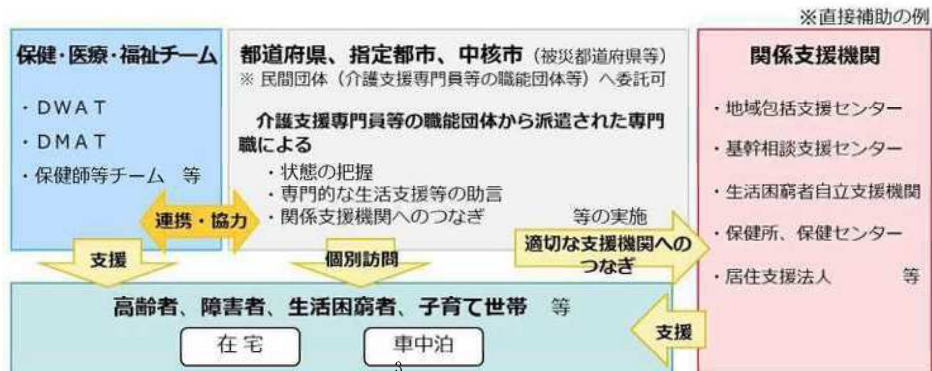 ※直接補助の例
保健・医療・福祉チーム
・DWAT
・DMAT
・保健師等チーム 等
都道府県、指定都市、中核市（被災都道府県等）
※ 民間団体（介護支援専門員等の職能団体等）へ委託可
介護支援専門員等の職能団体から派遣された専門
職による
・状態の把握
・専門的な生活支援等の助言
・関係支援機関へのつなぎ 等の実施
関係支援機関
・地域包括支援センター
・基幹相談支援センター
・生活困窮者自立支援機関
・保健所、保健センター
・居住支援法人 等
連携・協力
支援
個別訪問
適切な支援機関への
つなぎ
高齢者、障害者、生活困窮者、子育て世帯 等
在宅
車中泊
支援
3